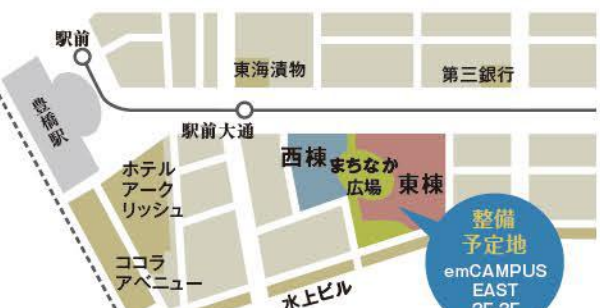 駅前
東海漬物
第三銀行
豊橋駅
駅前大通
西棟
まちなか
広場
東棟
ホテル
アーク
リッシュ
ココラ
アベニュー
水上ビル
整備
予定地
emCAMPUS
EAST